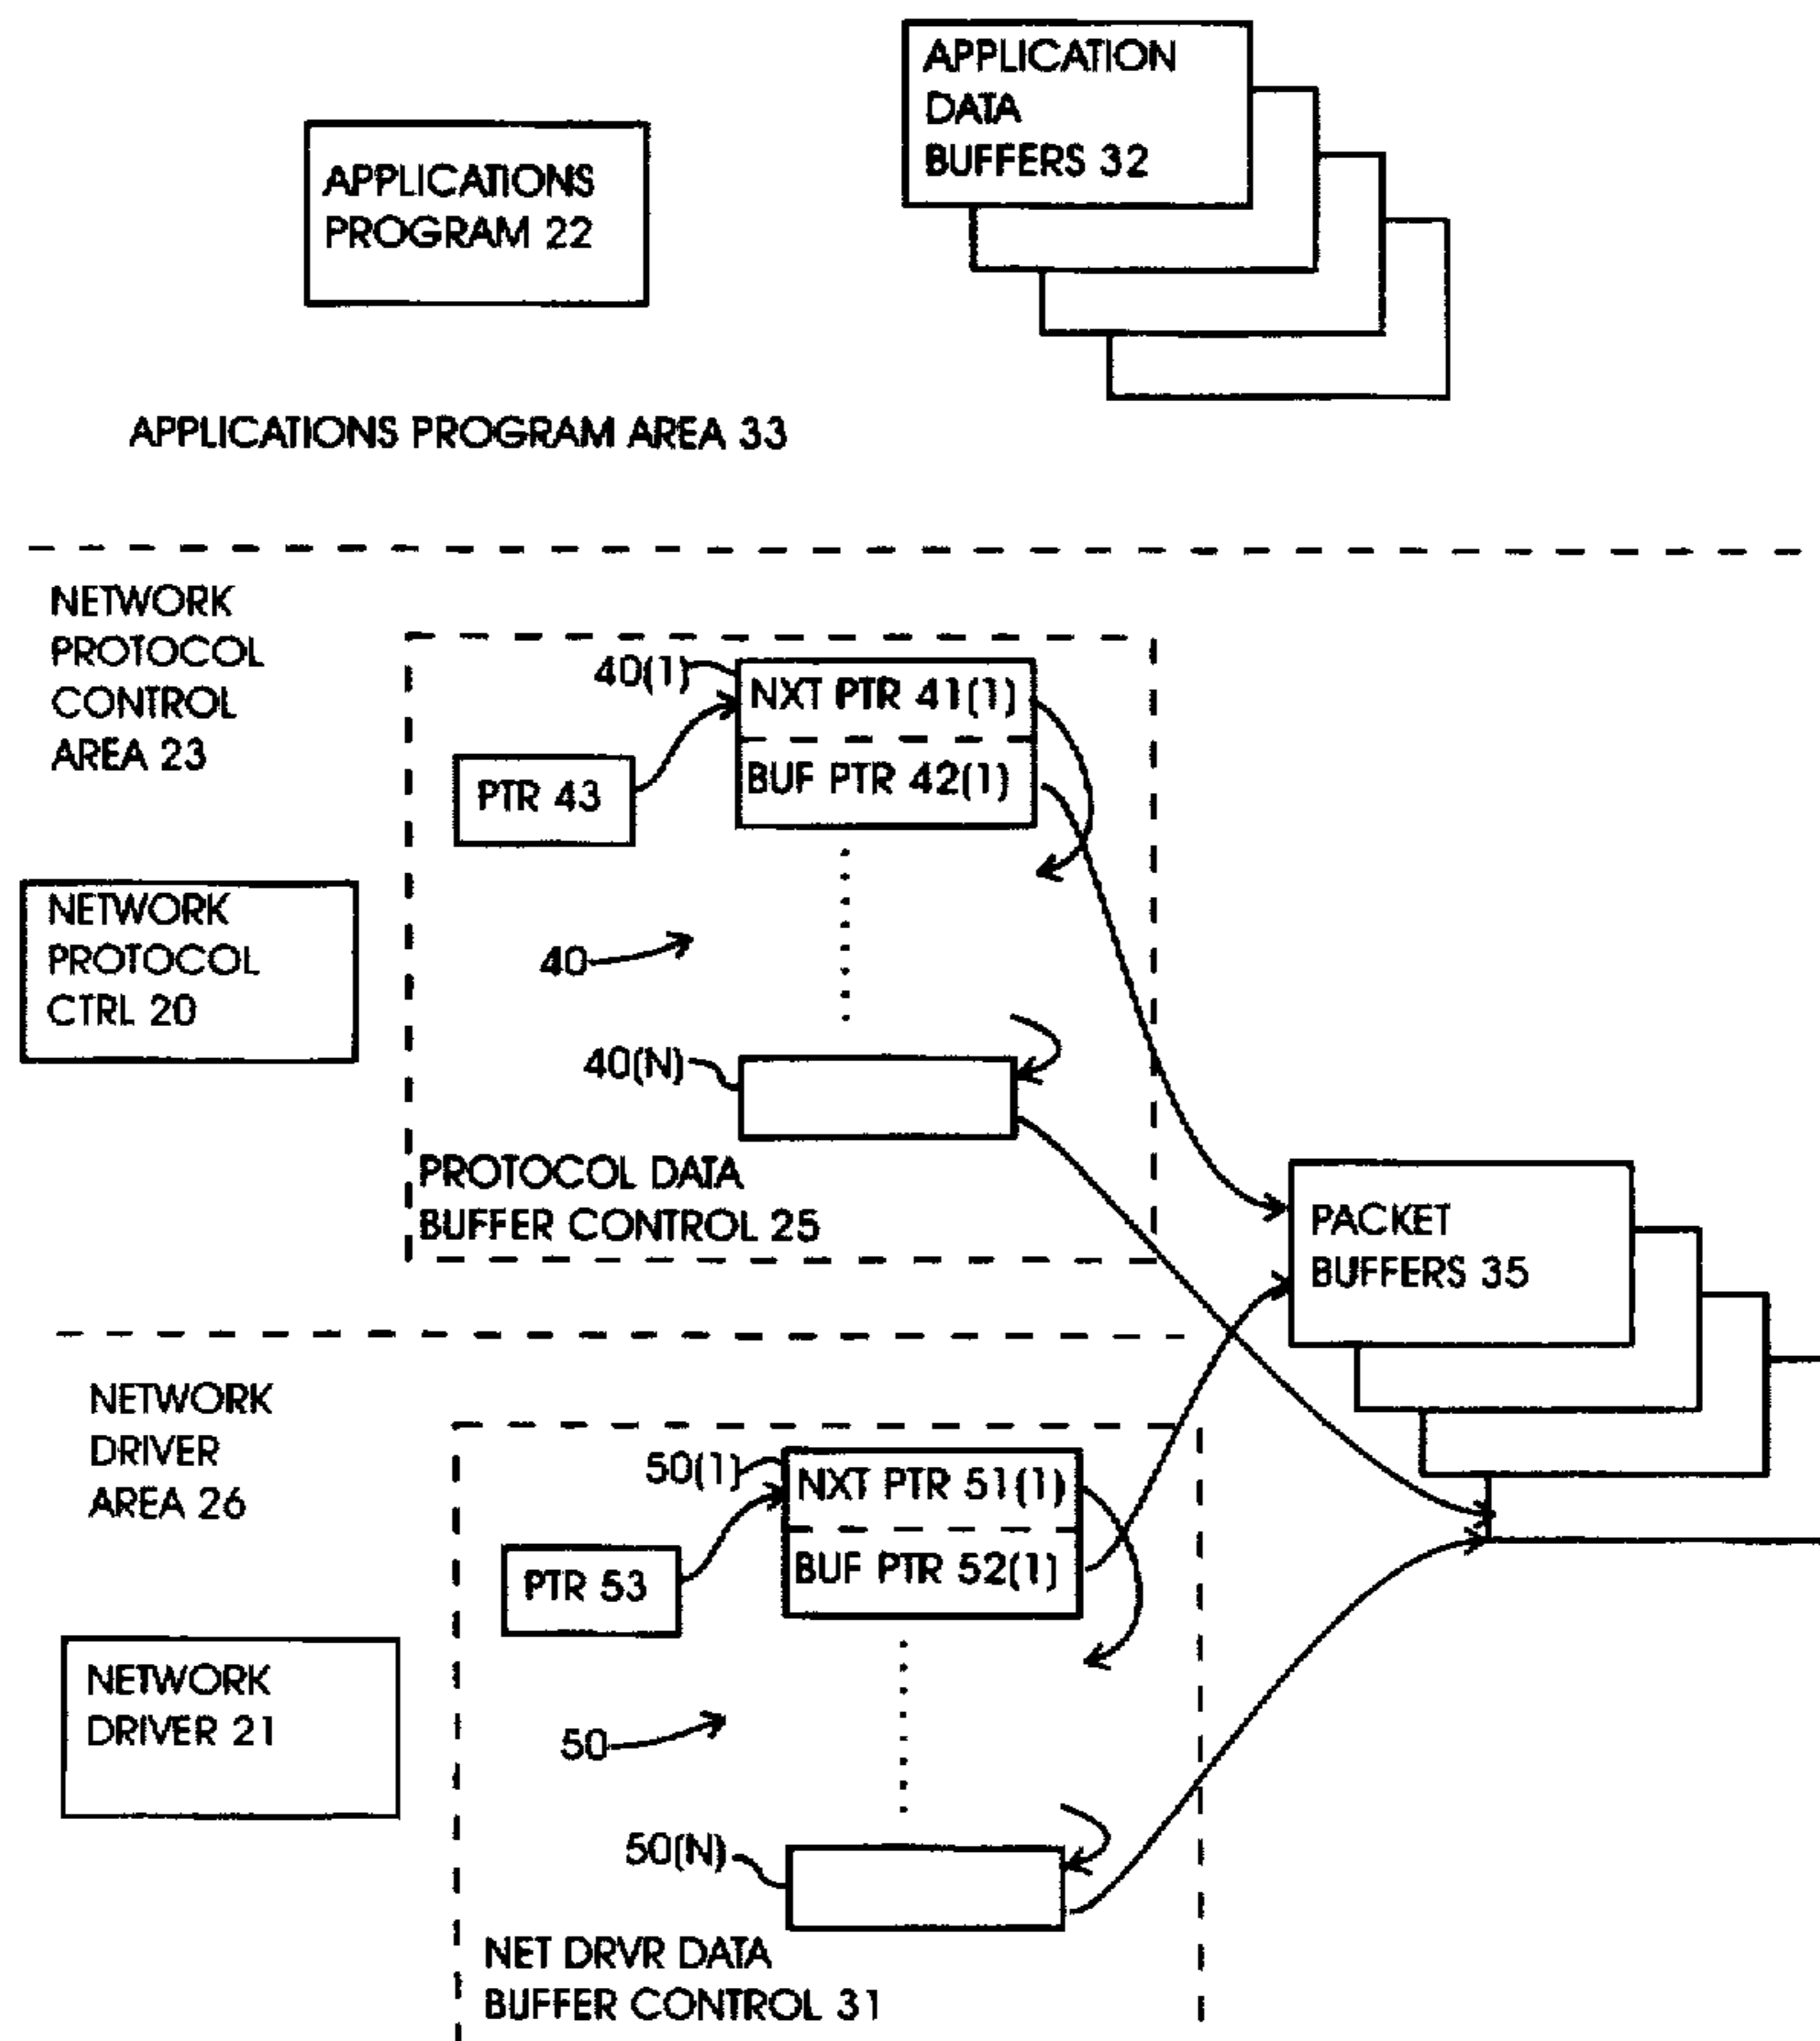 APPLICATION
DATA
BUFFERS 32
APPLICATIONS
PROGRAM 22
APPLICATIONS PROGRAM AREA 33
NETWORK
PROTOCOL
CONTROL
AREA 23
40(1)
NXT PTR 41(1)
BUF PTR 42(1)
PTR 43
NETWORK
PROTOCOL
CTRL 20
40
40(N)
PROTOCOL DATA
BUFFER CONTROL 25
PACKET
BUFFERS 35
NETWORK
DRIVER
AREA 26
50(1)
NXT PTR 51(1)
BUF PTR 52(1)
PTR 53
NETWORK
DRIVER 21
50
50(N)
NET DRVR DATA
BUFFER CONTROL 31